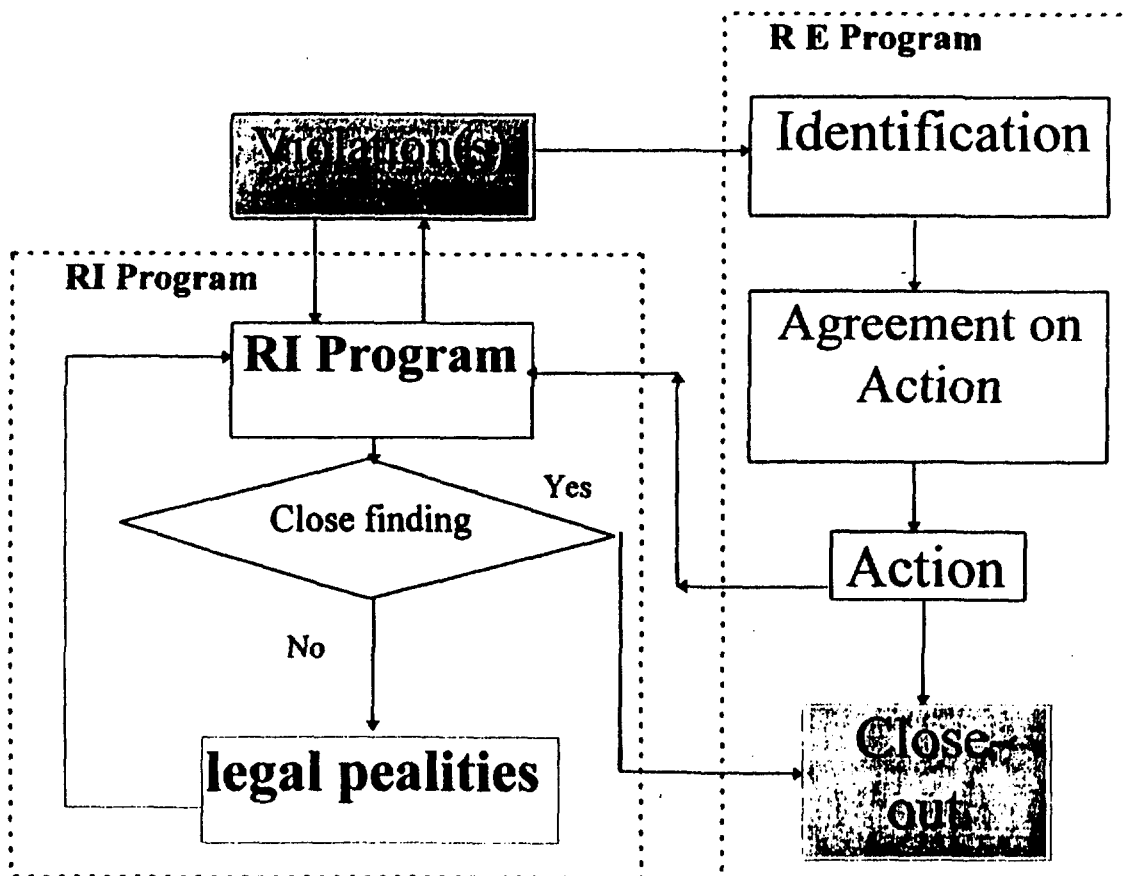 R E Program
Violation(s)
Identification
RI Program
RI Program
Agreement on
Action
Yes
Close finding
Action
No
Close
out
legal pealities